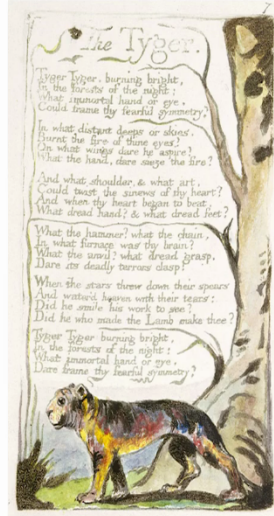 The Tyger.
Tyger Tyger, burning bright,
In the forests of the night;
What immortal hand or eye,
Could frame thy fearful symmetry?
In what distant deeps or skies,
Burnt the fire of thine eyes?
On what wings dare he aspire?
What the hand, dare sieze the fire?
And what shoulder, & what art,
Could twist the sinews of thy heart?
And when thy heart began to beat,
What dread hand? & what dread feet?
What the hammer? what the chain,
In what furnace was thy brain?
What the anvil? what dread grasp,
Dare its deadly terrors clasp?
When the stars threw down their spears
And water'd heaven with their tears:
Did he smile his work to see?
Did he who made the Lamb make thee?
Tyger Tyger burning bright,
In the forests of the night:
What immortal hand or eye,
Dare frame thy fearful symmetry?